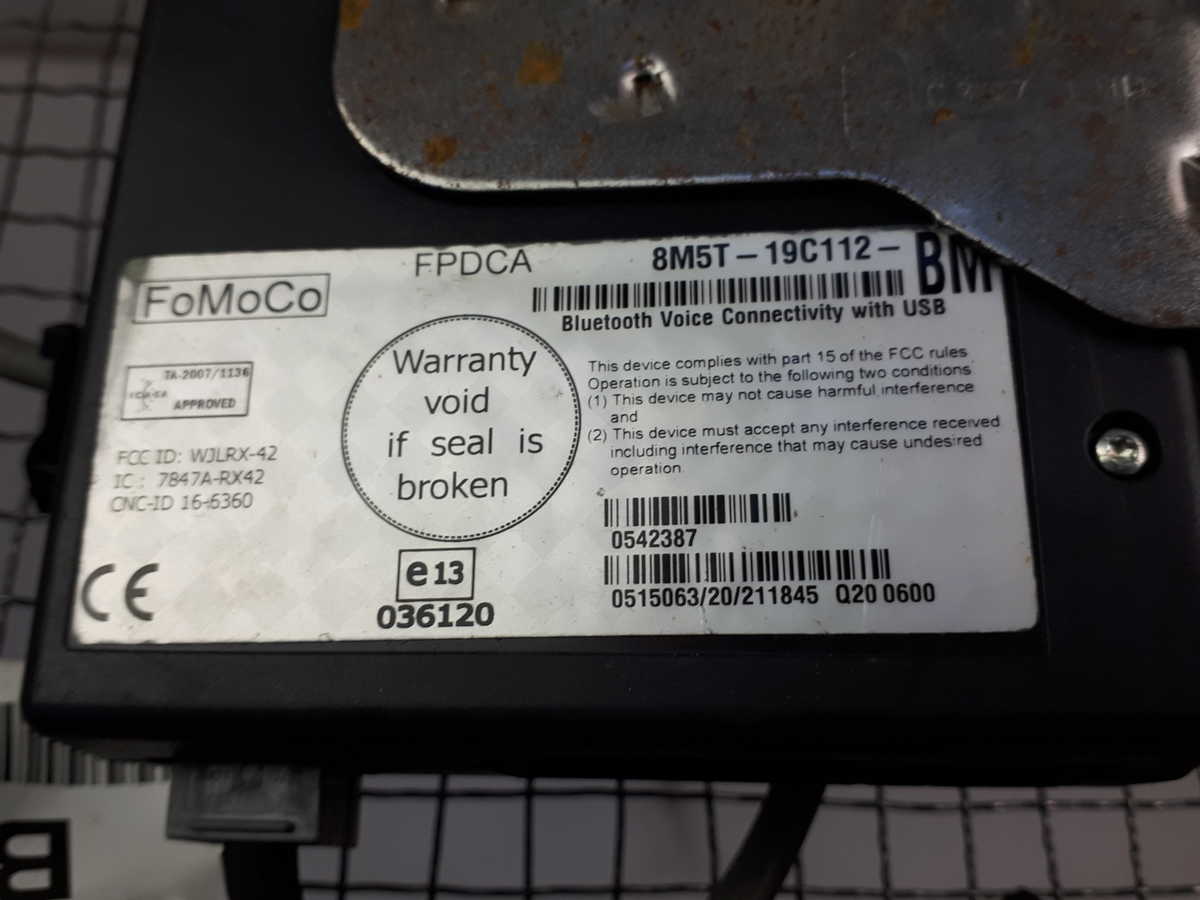 FPDCA
8M5T-19C112-BM
FoMoCo
Bluetooth Voice Connectivity with USB
TA-2007/1136
APPROVED
Warranty
void
if seal is
broken
This device complies with part 15 of the FCC rules
Operation is subject to the following two conditions
(1) This device may not cause harmful interference
and
(2) This device must accept any interference received
including interference that may cause undesired
operation
FCC ID: WJLRX-42
IC : 7847A-RX42
CNC-ID 16-6360
0542387
CE
e13
036120
0515063/20/211845 Q20 0600